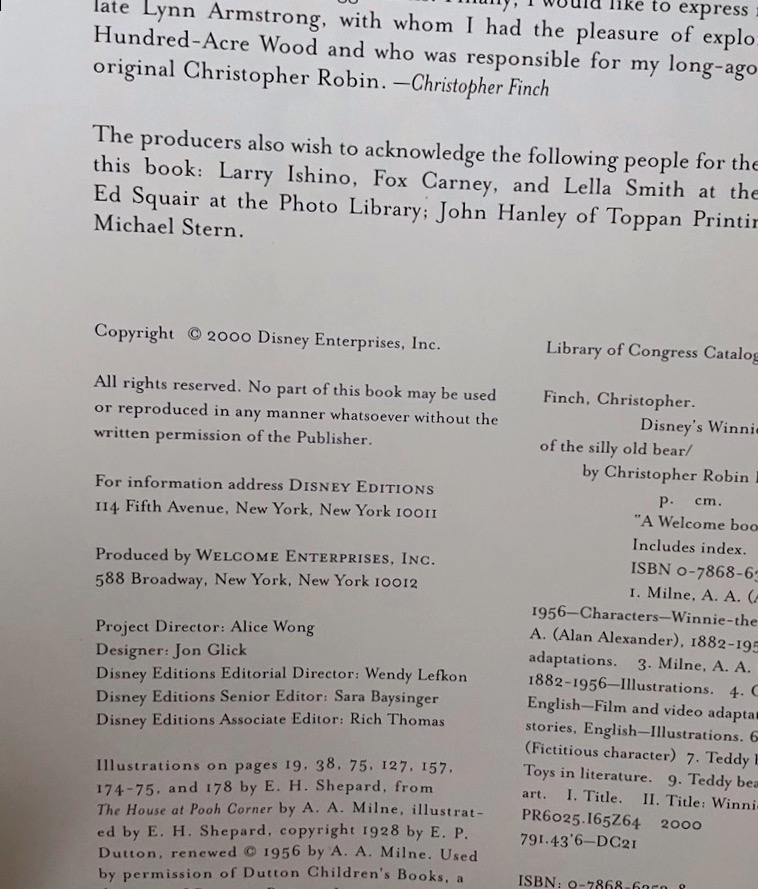 late Lynn Armstrong, with whom I had the pleasure of explo
Hundred-Acre Wood and who was responsible for my long-ago
original Christopher Robin. —Christopher Finch
The producers also wish to acknowledge the following people for the
this book: Larry Ishino, Fox Carney, and Lella Smith at the
Ed Squair at the Photo Library; John Hanley of Toppan Printin
Michael Stern.
Copyright © 2000 Disney Enterprises, Inc.
All rights reserved. No part of this book may be used
or reproduced in any manner whatsoever without the
written permission of the Publisher.
For information address DISNEY EDITIONS
114 Fifth Avenue, New York, New York 10011
Produced by WELCOME ENTERPRISES, INC.
588 Broadway, New York, New York 10012
Project Director: Alice Wong
Designer: Jon Glick
Disney Editions Editorial Director: Wendy Lefkon
Disney Editions Senior Editor: Sara Baysinger
Disney Editions Associate Editor: Rich Thomas
Illustrations on pages 19, 38, 75, 127, 157,
174-75, and 178 by E. H. Shepard, from
The House at Pooh Corner by A. A. Milne, illustrat-
ed by E. H. Shepard, copyright 1928 by E. P.
Dutton, renewed © 1956 by A. A. Milne. Used
by permission of Dutton Children's Books, a
Library of Congress Catalog
Finch, Christopher.
Disney's Winnie
of the silly old bear/
by Christopher Robin
p. cm.
"A Welcome boo
Includes index.
ISBN 0-7868-63
1. Milne, A. A. (A
1956—Characters—Winnie-the
A. (Alan Alexander), 1882-195
adaptations. 3. Milne, A. A.
1882-1956—Illustrations. 4. C
English—Film and video adapta
stories, English—Illustrations. 6
(Fictitious character) 7. Teddy b
Toys in literature. 9. Teddy bea
art. I. Title. II. Title: Winni
PR6025.I65Z64 2000
791.43'6—DC21
ISBN: 0-7868-6